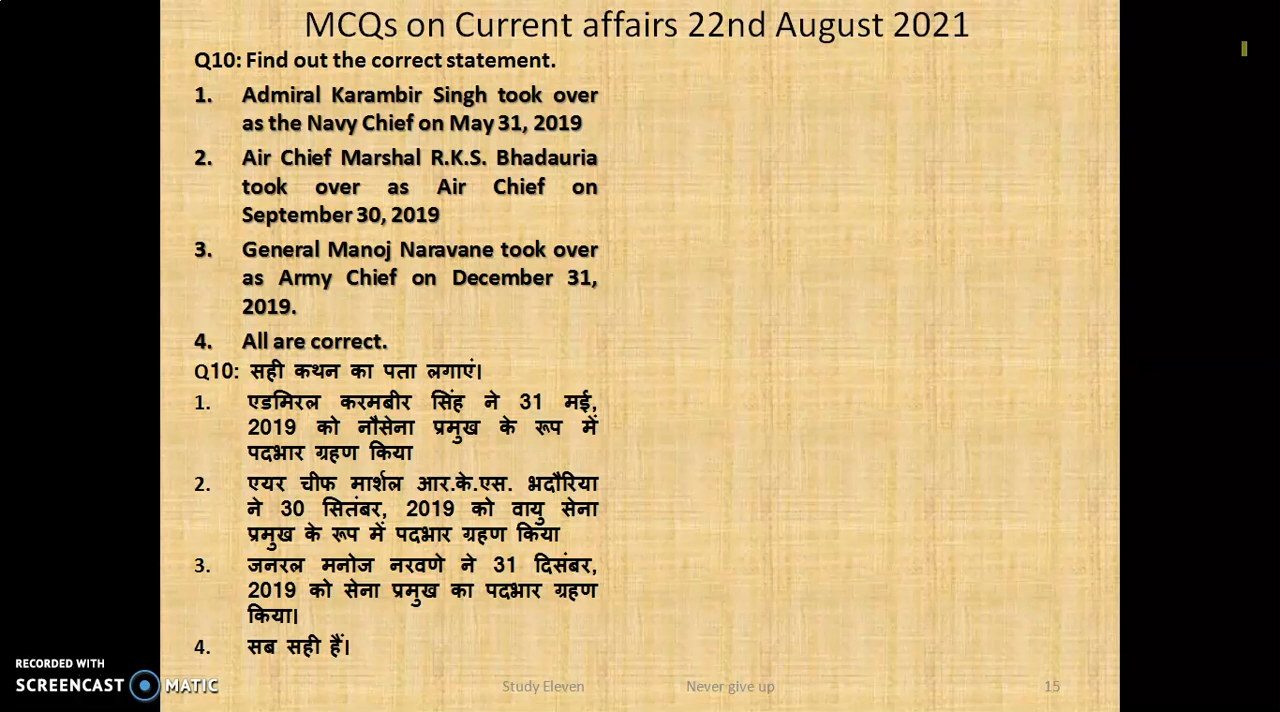 MCQs on Current affairs 22nd August 2021
Q10: Find out the correct statement.
1. Admiral Karambir Singh took over
as the Navy Chief on May 31, 2019
2. Air Chief Marshal R.K.S. Bhadauria
took over as Air Chief on
September 30, 2019
3. General Manoj Naravane took over
as Army Chief on December 31,
2019.
4. All are correct.
Q10: सही कथन का पता लगाएं।
1. एडमिरल करमबीर सिंह ने 31 मई,
2019 को नौसेना प्रमुख के रूप में
पदभार ग्रहण किया
2. एयर चीफ मार्शल आर.के.एस. भदौरिया
ने 30 सितंबर, 2019 को वायु सेना
प्रमुख के रूप में पदभार ग्रहण किया
3. जनरल मनोज नरवणे ने 31 दिसंबर,
2019 को सेना प्रमुख का पदभार ग्रहण
किया।
4. सब सही हैं।
RECORDED WITH
SCREENCAST MATIC
Study Eleven Never give up 15